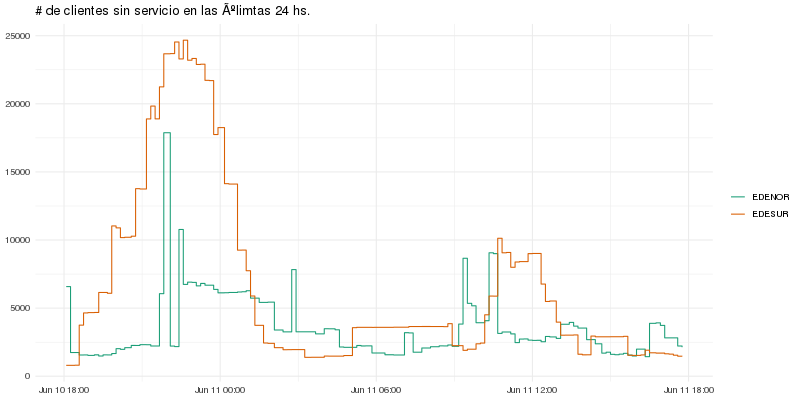 # de clientes sin servicio en las Ãºlimtas 24 hs.
25000
20000
15000
10000
5000
0
Jun 10 18:00
Jun 11 00:00
Jun 11 06:00
Jun 11 12:00
Jun 11 18:00
EDENOR
EDESUR